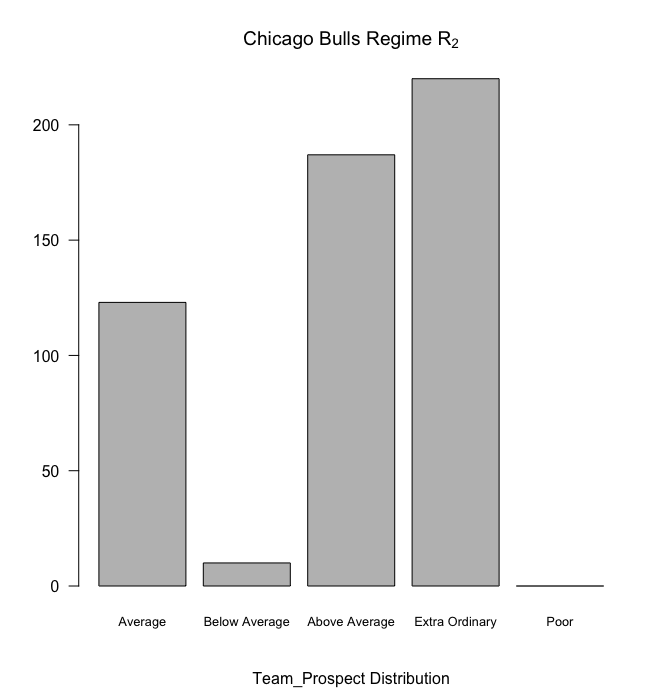 Chicago Bulls Regime R₂
200
150
100
50
0
Average Below Average Above Average Extra Ordinary Poor
Team_Prospect Distribution